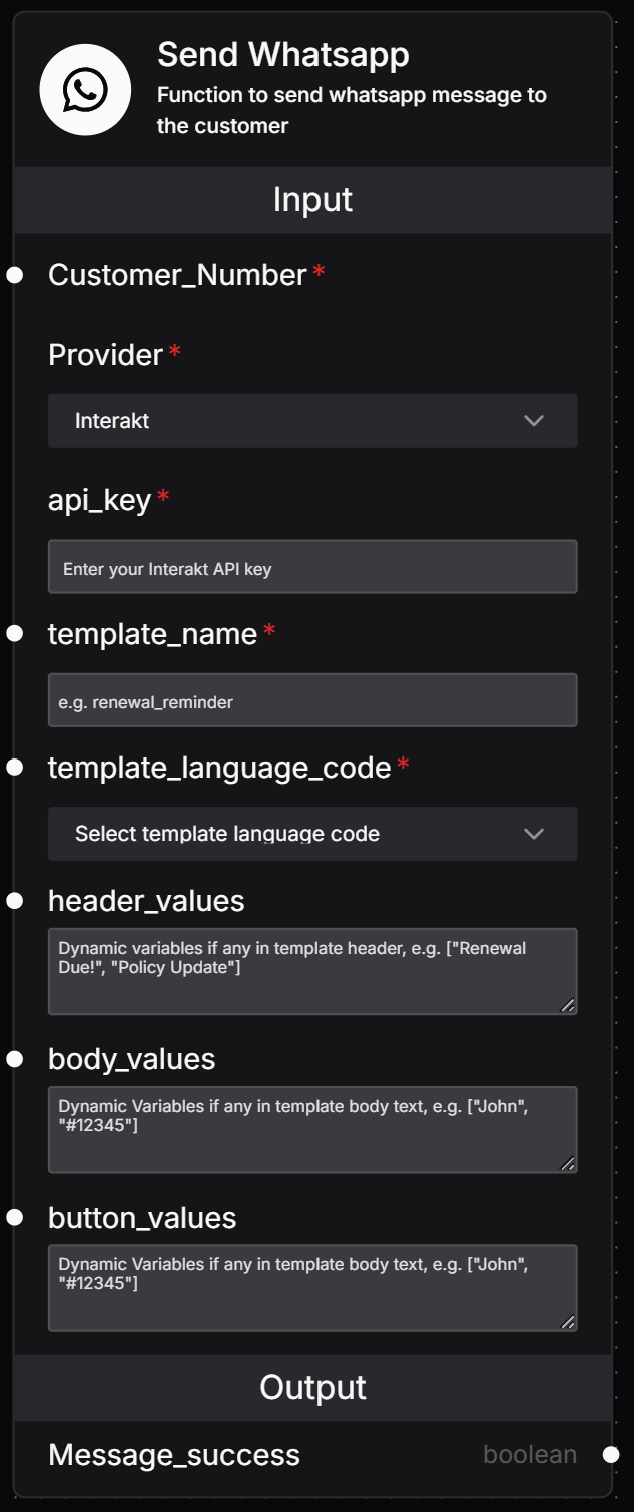 Send Whatsapp
Function to send whatsapp message to
the customer
Input
Customer_Number *
Provider *
Interakt
api_key *
Enter your Interakt API key
template_name *
e.g. renewal_reminder
template_language_code *
Select template language code
header_values
Dynamic variables if any in template header, e.g. ["Renewal
Due!", "Policy Update"]
body_values
Dynamic Variables if any in template body text, e.g. ["John",
"#12345"]
button_values
Dynamic Variables if any in template body text, e.g. ["John",
"#12345"]
Output
Message_success boolean